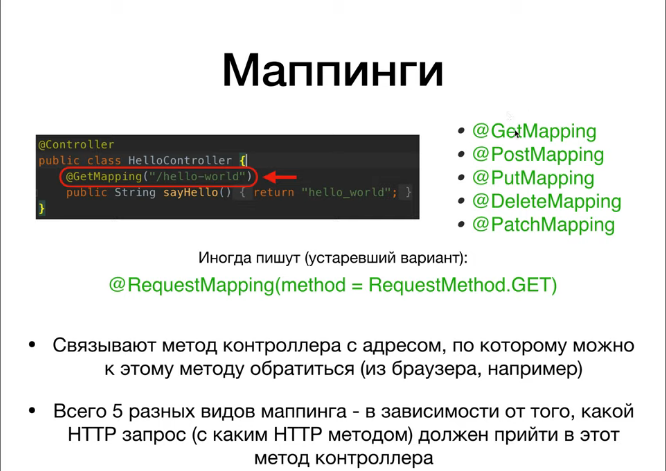 Маппинги
@Controller
public class HelloController {
@GetMapping("/hello-world")
public String sayHello() { return "hello_world"; }
}
• @GetMapping
• @PostMapping
• @PutMapping
• @DeleteMapping
• @PatchMapping
Иногда пишут (устаревший вариант):
@RequestMapping(method = RequestMethod.GET)
• Связывают метод контроллера с адресом, по которому можно
к этому методу обратиться (из браузера, например)
• Всего 5 разных видов маппинга - в зависимости от того, какой
HTTP запрос (с каким HTTP методом) должен прийти в этот
метод контроллера